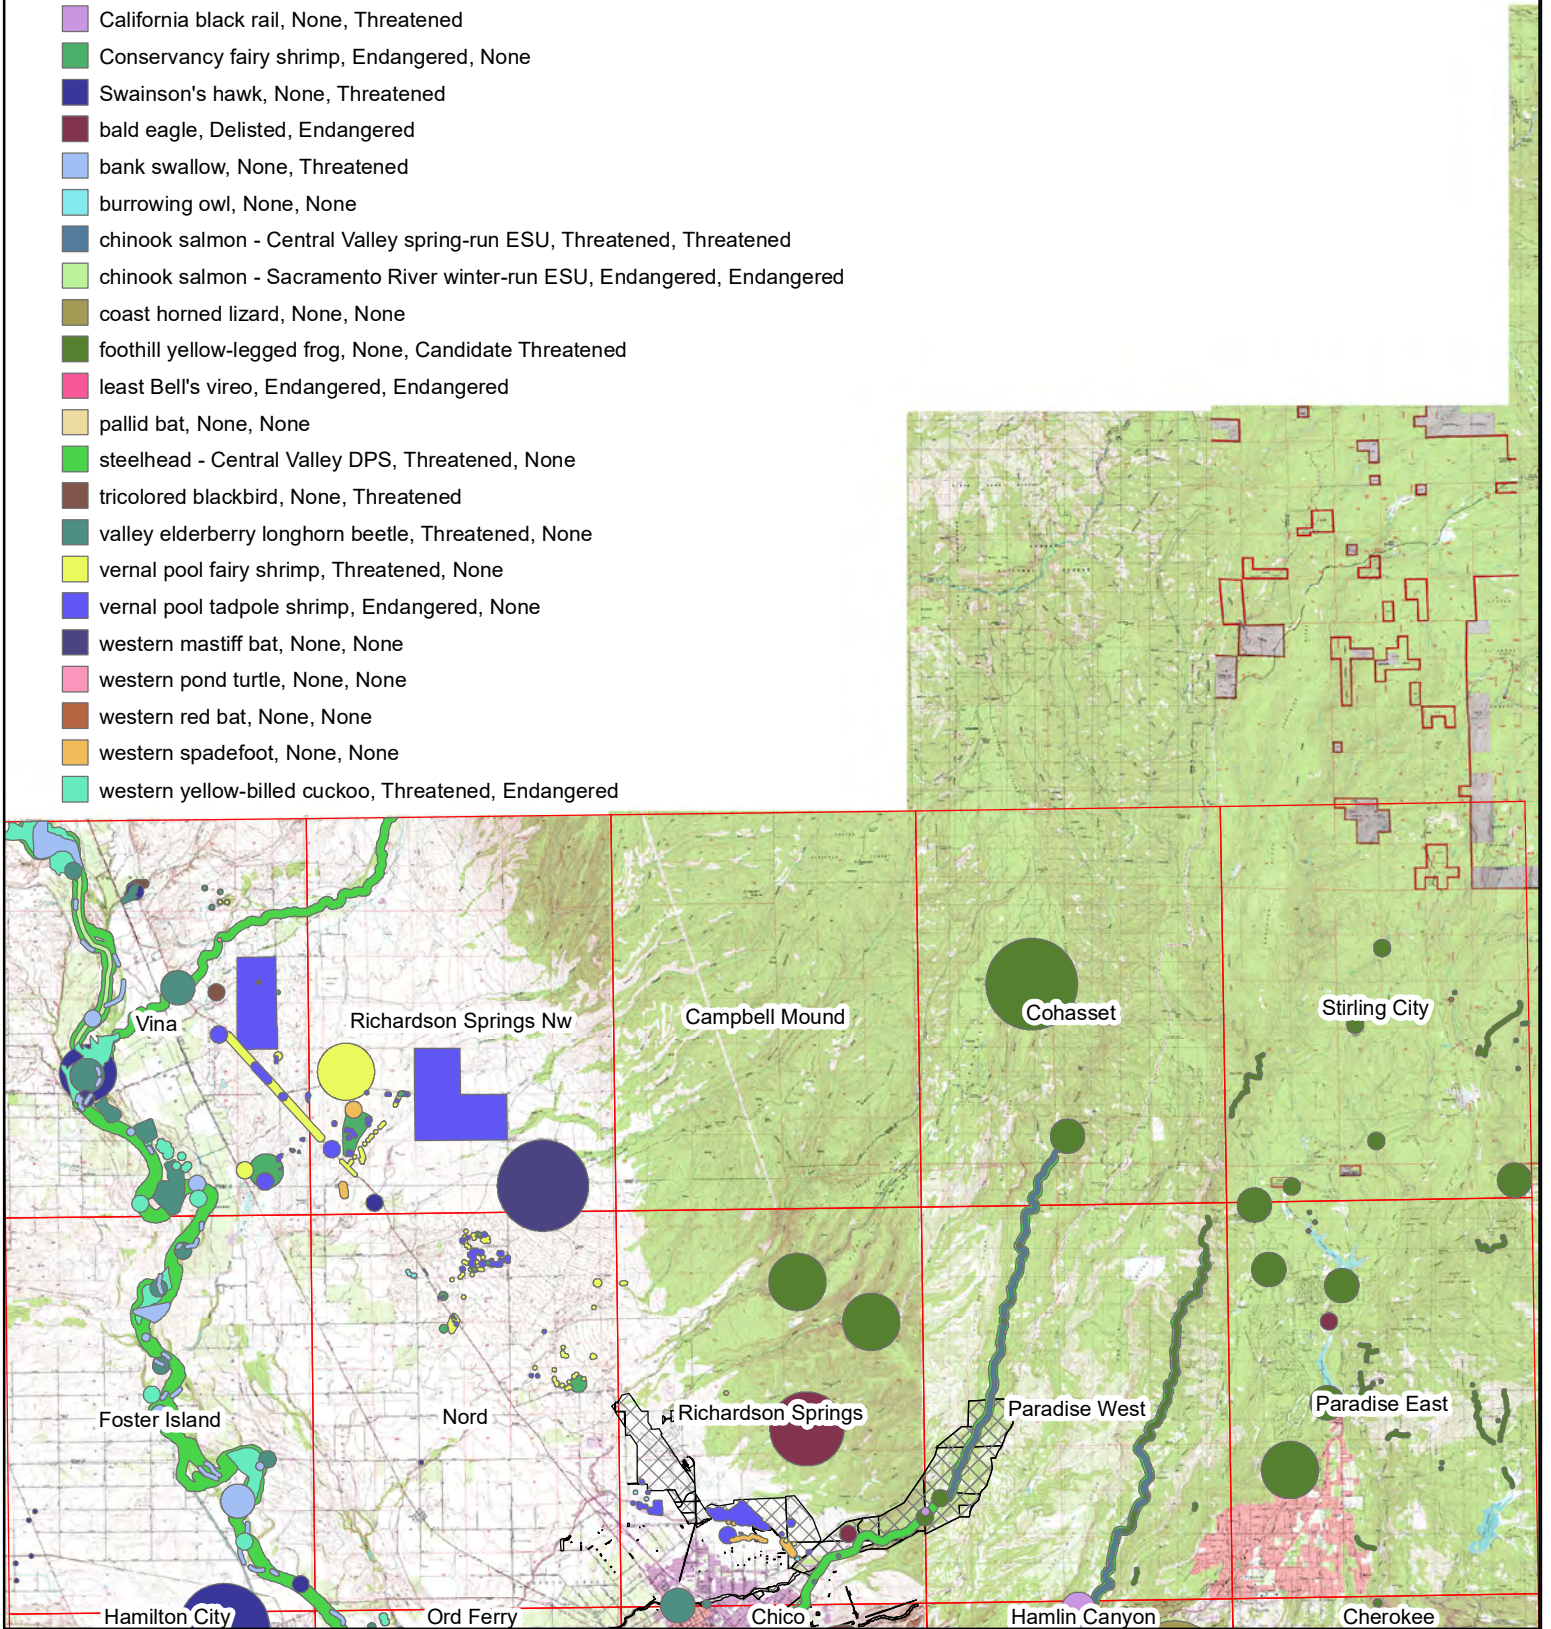 California black rail, None, Threatened
Conservancy fairy shrimp, Endangered, None
Swainson's hawk, None, Threatened
bald eagle, Delisted, Endangered
bank swallow, None, Threatened
burrowing owl, None, None
chinook salmon - Central Valley spring-run ESU, Threatened, Threatened
chinook salmon - Sacramento River winter-run ESU, Endangered, Endangered
coast horned lizard, None, None
foothill yellow-legged frog, None, Candidate Threatened
least Bell's vireo, Endangered, Endangered
pallid bat, None, None
steelhead - Central Valley DPS, Threatened, None
tricolored blackbird, None, Threatened
valley elderberry longhorn beetle, Threatened, None
vernal pool fairy shrimp, Threatened, None
vernal pool tadpole shrimp, Endangered, None
western mastiff bat, None, None
western pond turtle, None, None
western red bat, None, None
western spadefoot, None, None
western yellow-billed cuckoo, Threatened, Endangered
Vina
Richardson Springs Nw
Campbell Mound
Cohasset
Stirling City
Foster Island
Nord
Richardson Springs
Paradise West
Paradise East
Hamilton City
Ord Ferry
Chico
Hamlin Canyon
Cherokee